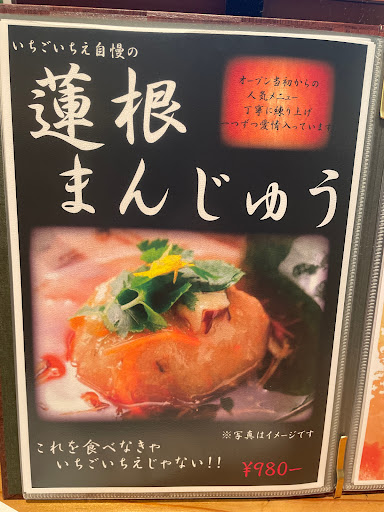 いちごいちえ自慢の
蓮根
まんじゅう
オープン当初からの
人気メニュー
丁寧に練り上げ
一つずつ愛情入っています
※写真はイメージです
これを食べなきゃ
いちごいちえじゃない!!
¥980-